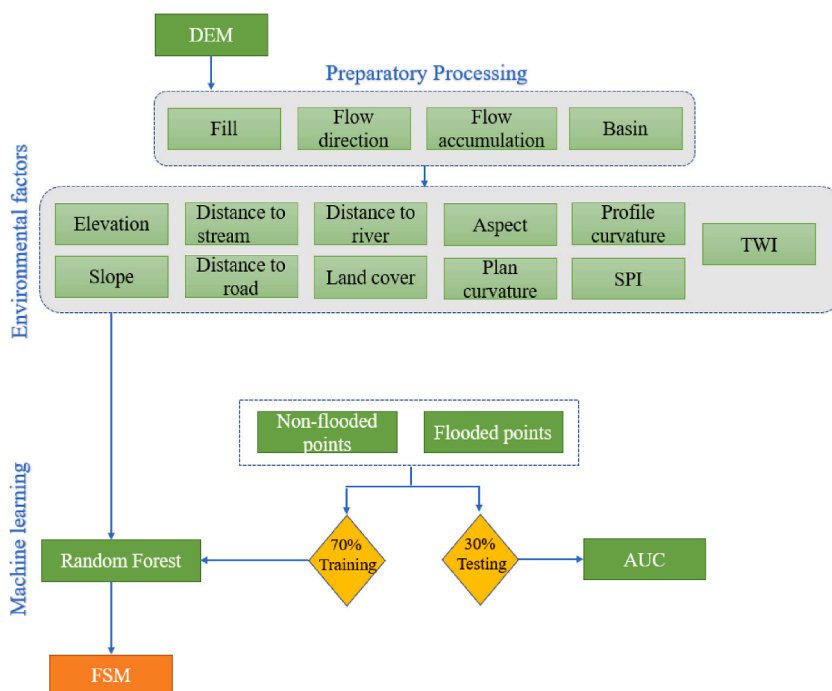 DEM
Preparatory Processing
Fill
Flow
direction
Flow
accumulation
Basin
Environmental factors
Elevation
Distance to
stream
Distance to
river
Aspect
Profile
curvature
TWI
Slope
Distance to
road
Land cover
Plan
curvature
SPI
Non-flooded
points
Flooded points
Machine learning
70%
Training
30%
Testing
Random Forest
AUC
FSM